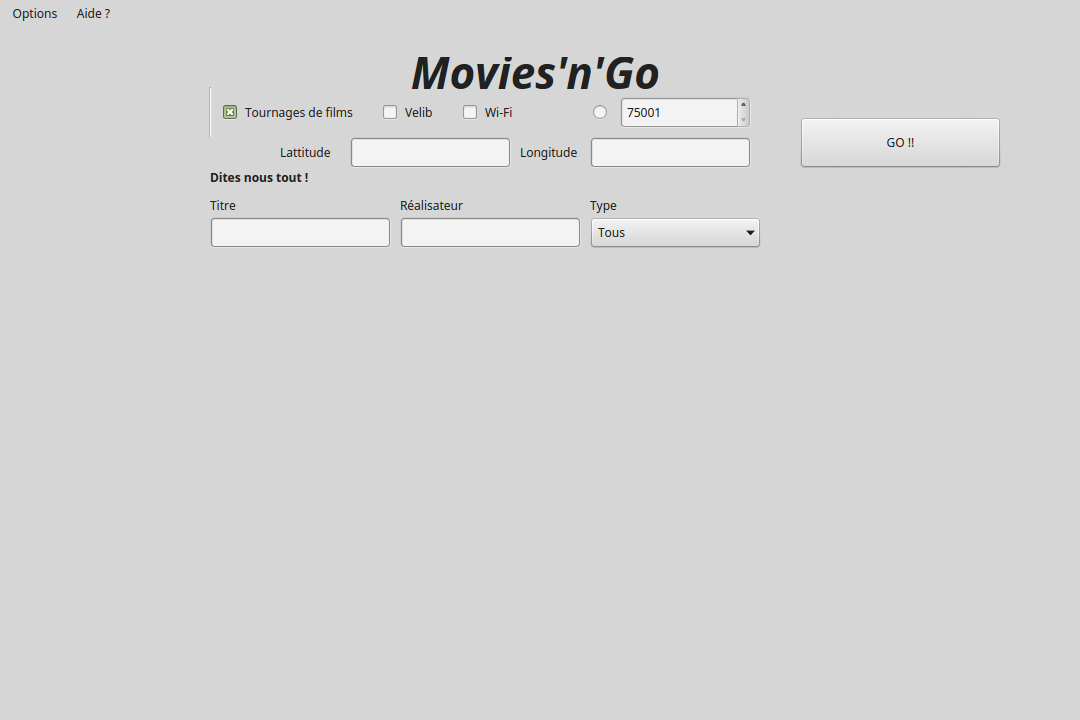 Options Aide ?
Movies'n'Go
Tournages de films Velib Wi-Fi 75001
GO !!
Lattitude Longitude
Dites nous tout !
Titre Réalisateur Type
Tous